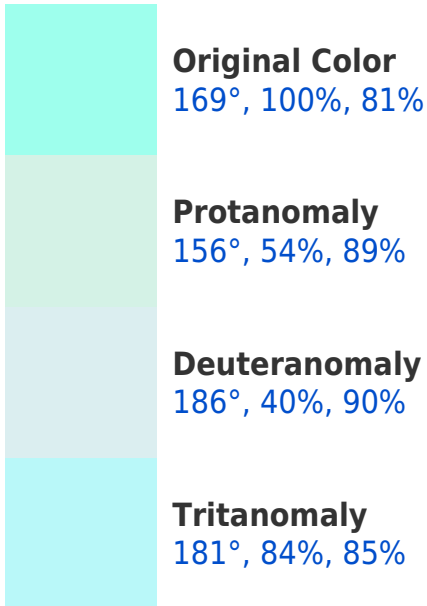 Original Color
169°, 100%, 81%
Protanomaly
156°, 54%, 89%
Deuteranomaly
186°, 40%, 90%
Tritanomaly
181°, 84%, 85%